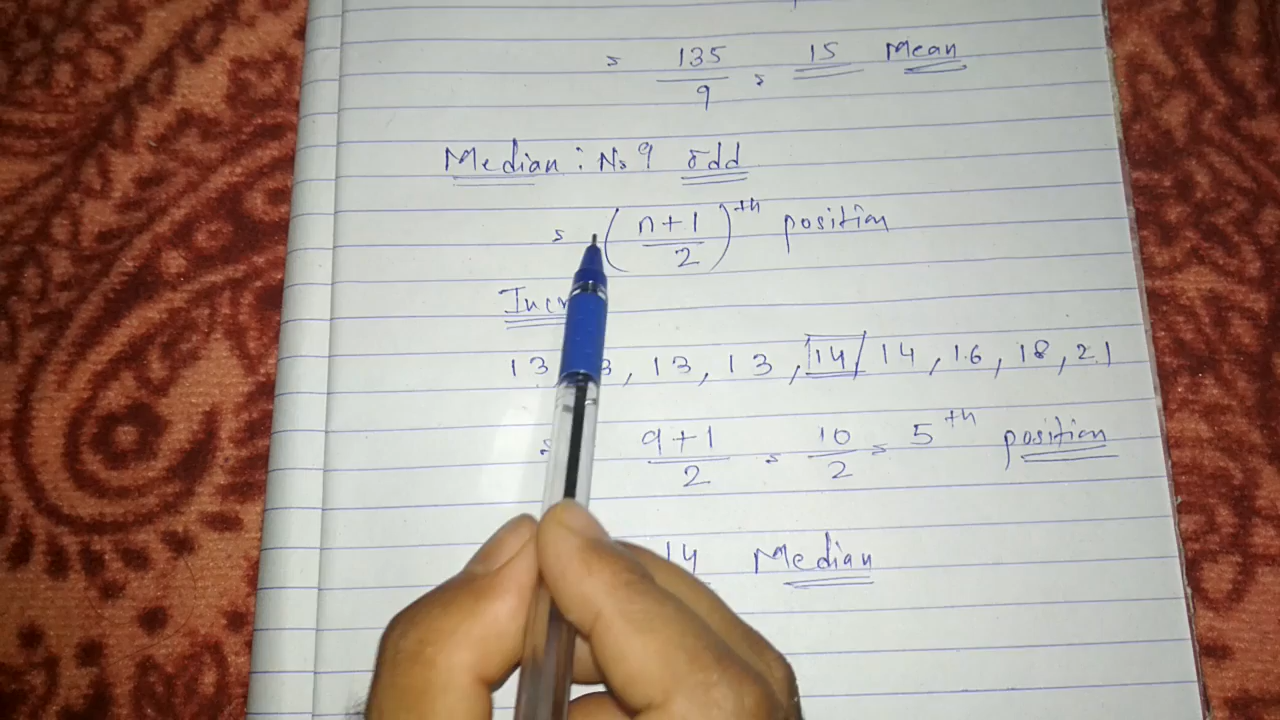 = 135/9 = 15 Mean
Median : No 9 odd
= (n+1/2)th position
13, 13, 13, 14, 14, 16, 18, 21
= 9+1/2 = 10/2 = 5th position
14 Median